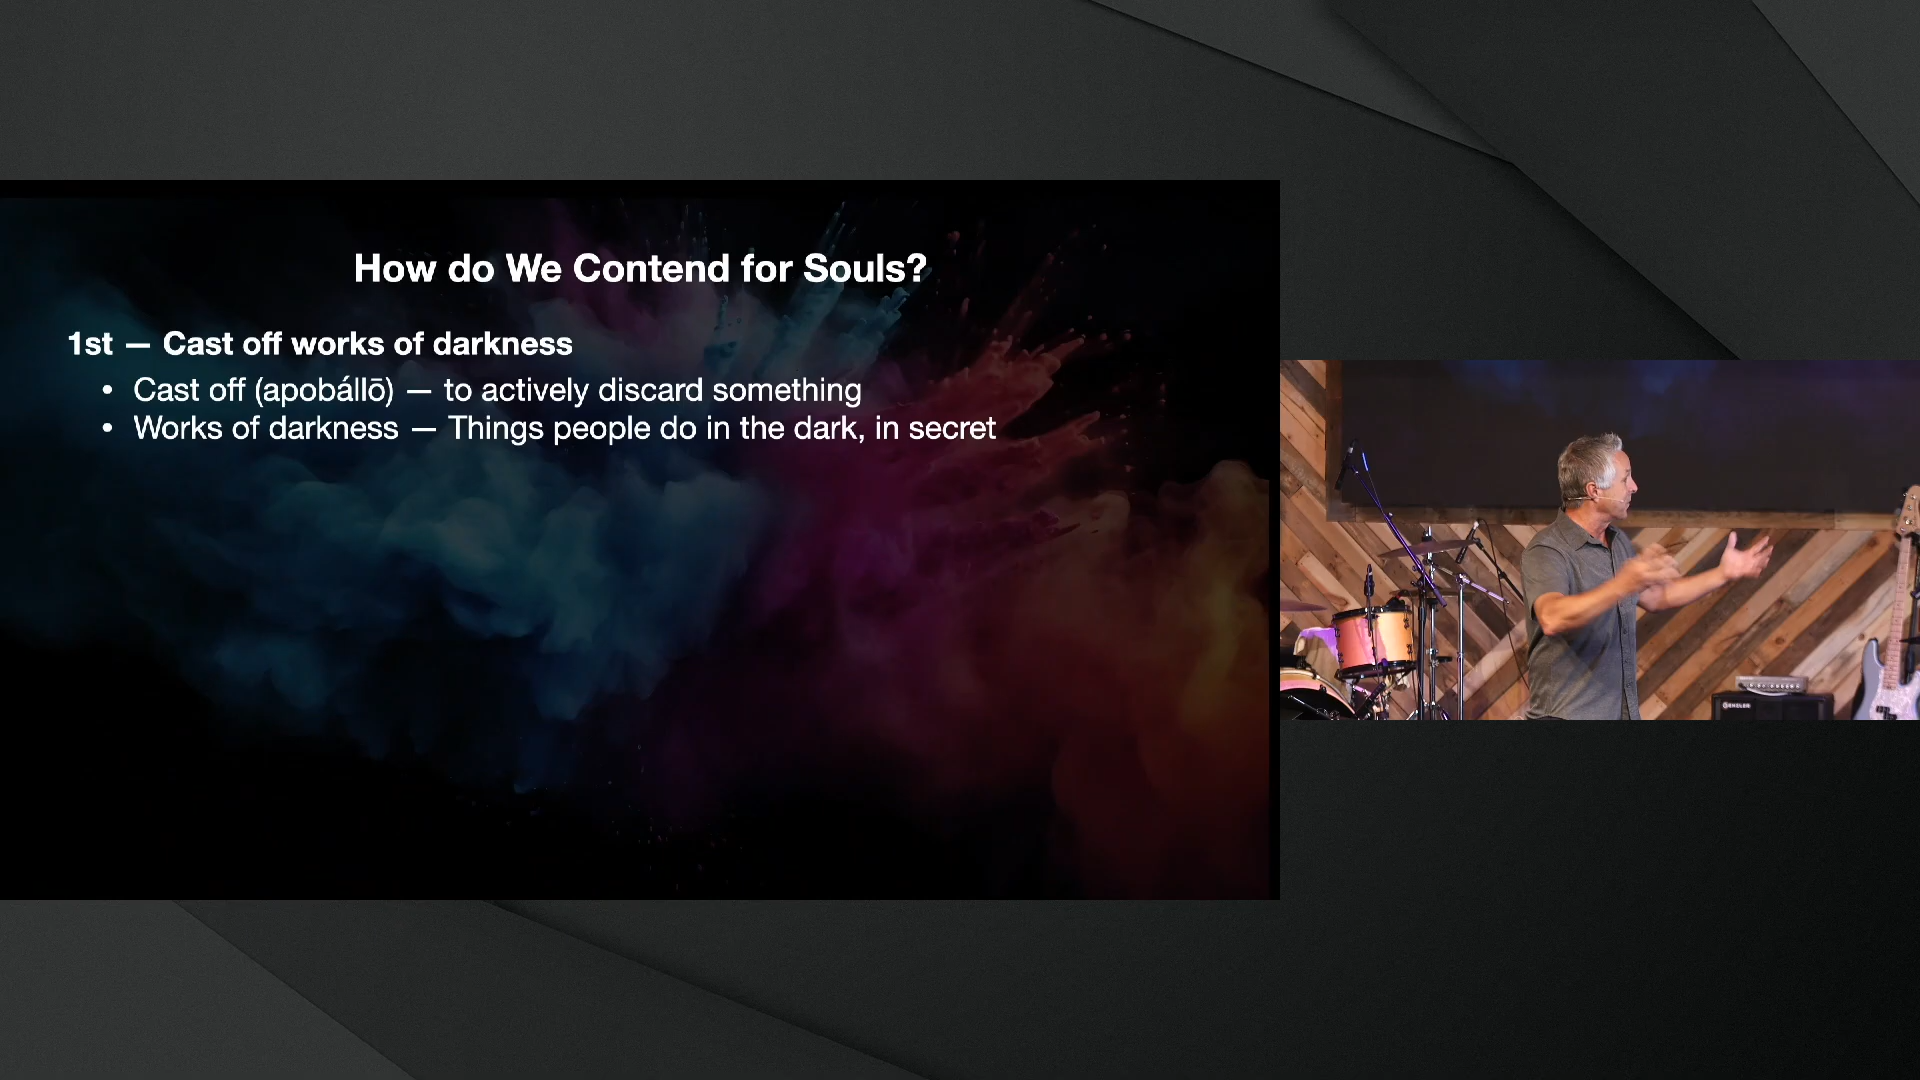 How do We Contend for Souls?
1st — Cast off works of darkness
• Cast off (apobállō) — to actively discard something
• Works of darkness — Things people do in the dark, in secret
GENZLER